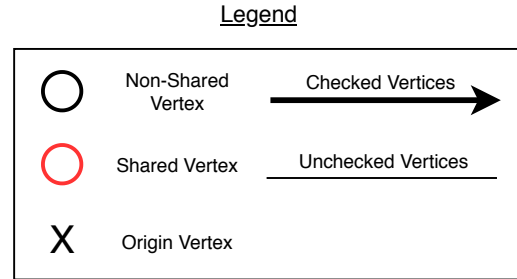 Legend
Non-Shared
Vertex
Checked Vertices
Shared Vertex
Unchecked Vertices
X
Origin Vertex